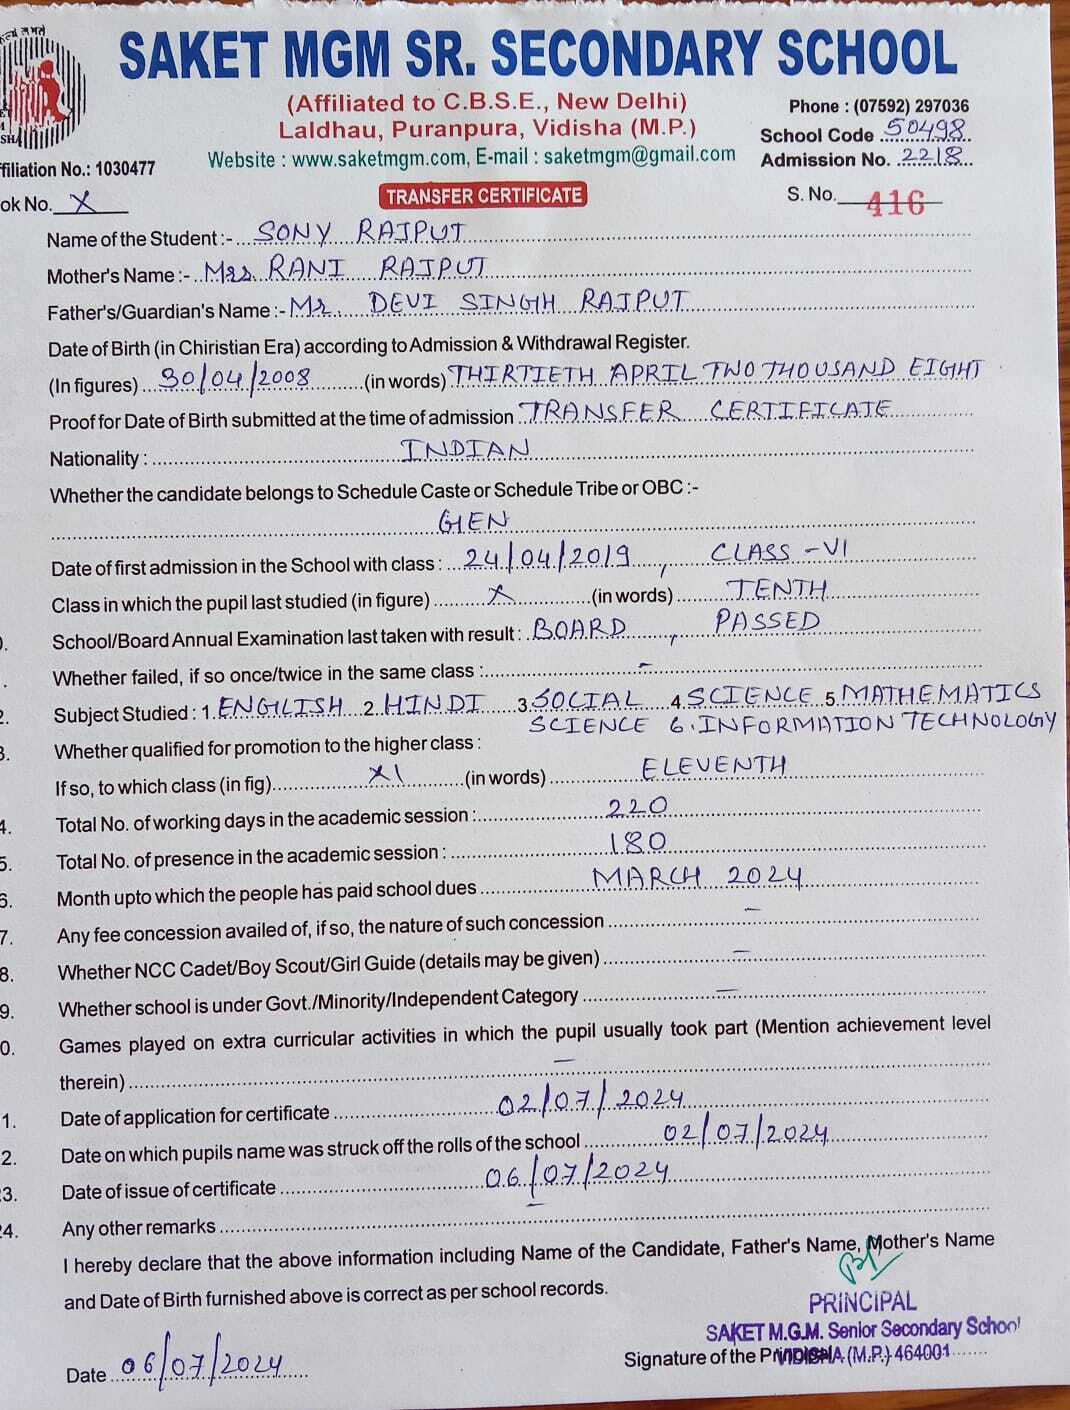 SAKET MGM SR. SECONDARY SCHOOL
(Affiliated to C.B.S.E., New Delhi)
Laldhau, Puranpura, Vidisha (M.P.)
Website : www.saketmgm.com, E-mail : saketmgm@gmail.com
Phone : (07592) 297036
School Code 50498
Admission No. 2218
ffiliation No.: 1030477
ok No. X
TRANSFER CERTIFICATE
S. No. 416
Name of the Student :- SONY RAJPUT
Mother's Name :- Mrs. RANI RAJPUT
Father's/Guardian's Name :- Mr. DEVI SINGH RAJPUT
Date of Birth (in Chiristian Era) according to Admission & Withdrawal Register.
(In figures) 30/04/2008 (in words) THIRTIETH APRIL TWO THOUSAND EIGHT
Proof for Date of Birth submitted at the time of admission TRANSFER CERTIFICATE
Nationality : INDIAN
Whether the candidate belongs to Schedule Caste or Schedule Tribe or OBC :-
GEN
Date of first admission in the School with class : 24/04/2019, CLASS - VI
Class in which the pupil last studied (in figure) X (in words) TENTH
0. School/Board Annual Examination last taken with result : BOARD, PASSED
. Whether failed, if so once/twice in the same class : -
2. Subject Studied : 1. ENGLISH 2. HINDI 3. SOCIAL 4. SCIENCE 5. MATHEMATICS
SCIENCE 6. INFORMATION TECHNOLOGY
3. Whether qualified for promotion to the higher class :
If so, to which class (in fig) XI (in words) ELEVENTH
4. Total No. of working days in the academic session : 220
5. Total No. of presence in the academic session : 180
6. Month upto which the people has paid school dues MARCH 2024
7. Any fee concession availed of, if so, the nature of such concession -
8. Whether NCC Cadet/Boy Scout/Girl Guide (details may be given) -
9. Whether school is under Govt./Minority/Independent Category -
0. Games played on extra curricular activities in which the pupil usually took part (Mention achievement level
therein) -
1. Date of application for certificate 02/07/2024
2. Date on which pupils name was struck off the rolls of the school 02/07/2024
3. Date of issue of certificate 06/07/2024
24. Any other remarks -
I hereby declare that the above information including Name of the Candidate, Father's Name, Mother's Name
and Date of Birth furnished above is correct as per school records.
PRINCIPAL
SAKET M.G.M. Senior Secondary School
Signature of the Principal VIDISHA (M.P.) 464001
Date 06/07/2024